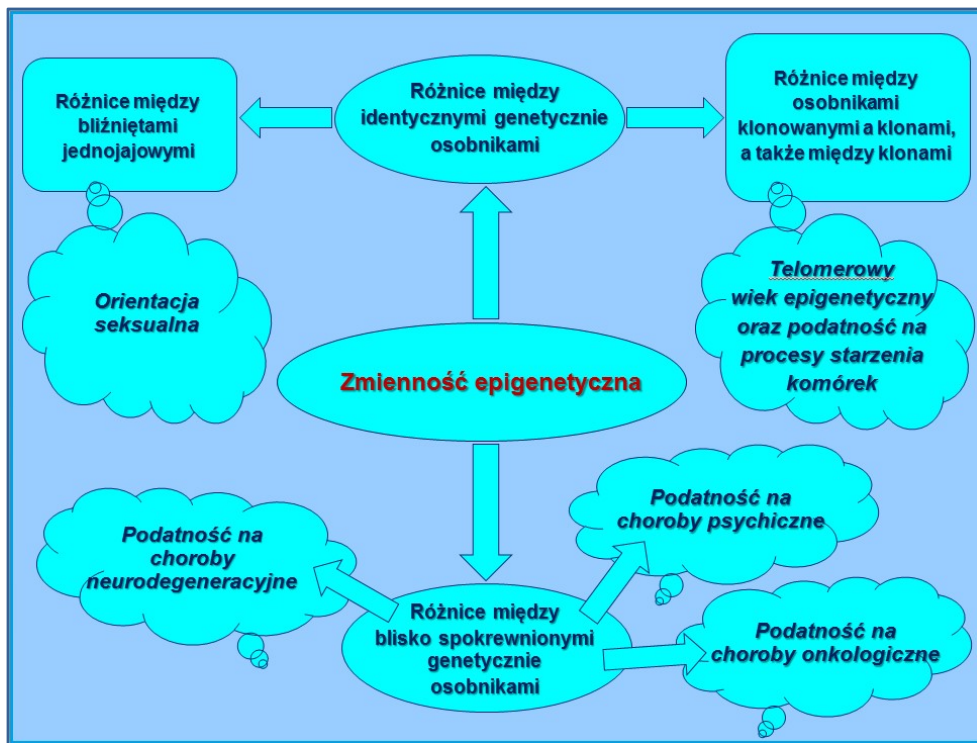 Różnice między
bliźniętami
jednojajowymi
Różnice między
identycznymi genetycznie
osobnikami
Różnice między
osobnikami
klonowanymi a klonami,
a także między klonami
Orientacja
seksualna
Telomerowy
wiek epigenetyczny
oraz podatność na
procesy starzenia
komórek
Zmienność epigenetyczna
Podatność na
choroby
neurodegeneracyjne
Podatność na
choroby psychiczne
Różnice między
blisko spokrewnionymi
genetycznie
osobnikami
Podatność na
choroby onkologiczne